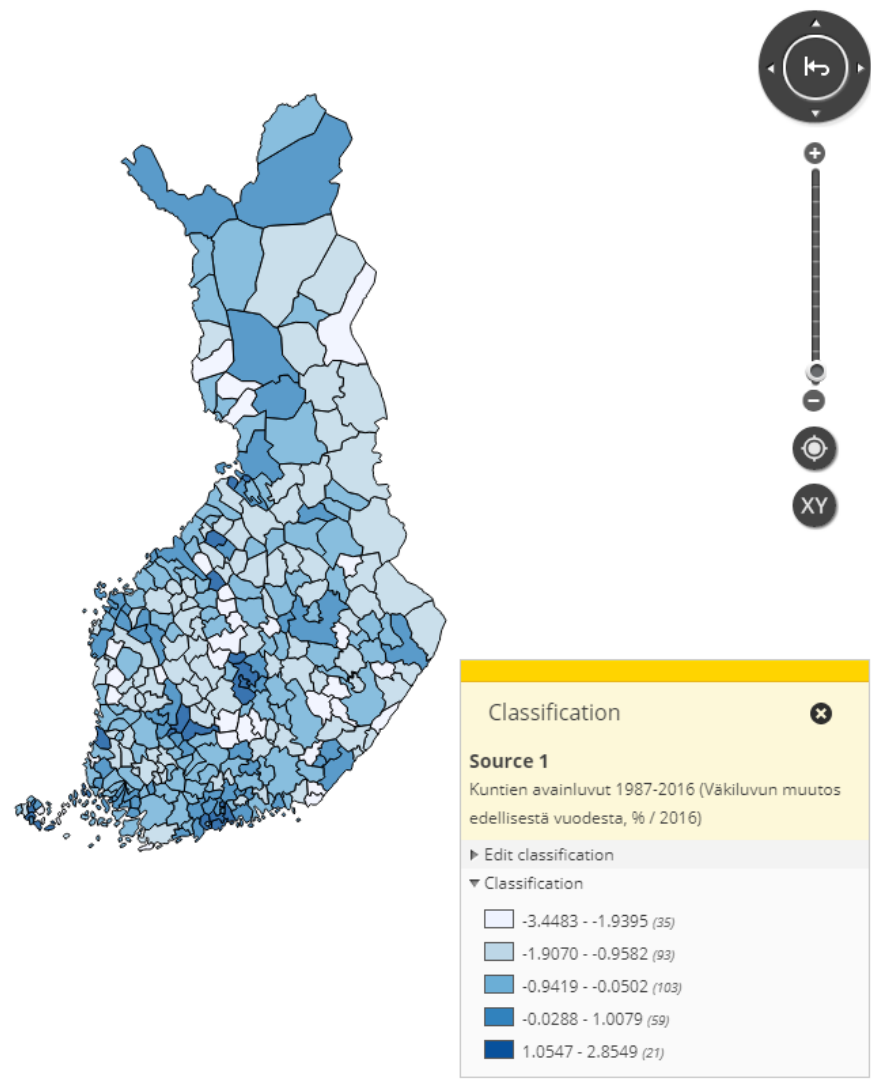 XY
Classification
Source 1
Kuntien avainluvut 1987-2016 (Väkiluvun muutos
edellisestä vuodesta, % / 2016)
Edit classification
Classification
-3.4483 - -1.9395 (35)
-1.9070 - -0.9582 (93)
-0.9419 - -0.0502 (103)
-0.0288 - 1.0079 (59)
1.0547 - 2.8549 (21)